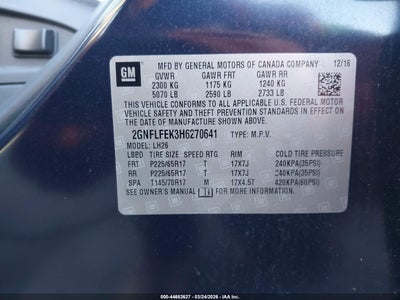 GM
MFD BY GENERAL MOTORS OF CANADA COMPANY 12/16
GVWR GAWR FRT GAWR RR
2300 KG 1175 KG 1240 KG
5070 LB 2590 LB 2733 LB
THIS VEHICLE CONFORMS TO ALL APPLICABLE U.S. FEDERAL MOTOR
VEHICLE SAFETY, BUMPER, AND THEFT PREVENTION STANDARDS IN
EFFECT ON THE DATE OF MANUFACTURE SHOWN ABOVE.
2GNFLFEK3H6270641 TYPE: M.P.V.
MODEL: LH26
LBED TIRE SIZE SPEED RTG RIM COLD TIRE PRESSURE
FRT P225/65R17 T 17X7J 240KPA(35PSI)
RR P225/65R17 T 17X7J 240KPA(35PSI)
SPA T145/70R17 M 17X4.5T 420KPA(60PSI)
SEE OWNER'S MANUAL FOR ADDITIONAL INFORMATION.
ID:-44682627 - 03/24/2026 - IAA Inc.